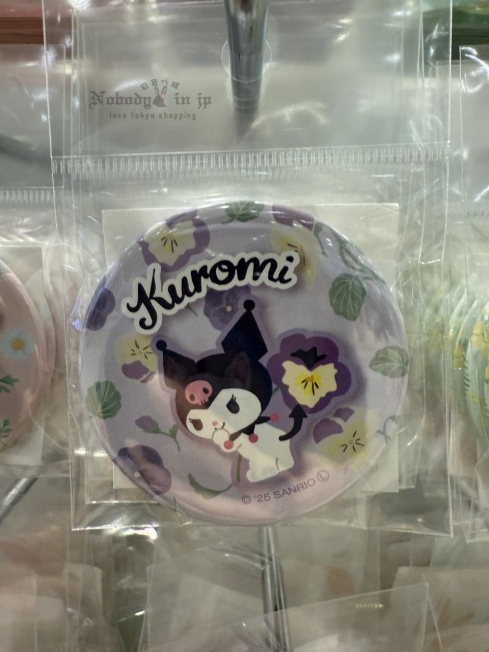 Nobody in jp
love tokyo shopping
Kuromi
© '25 SANRIO Ⓛ